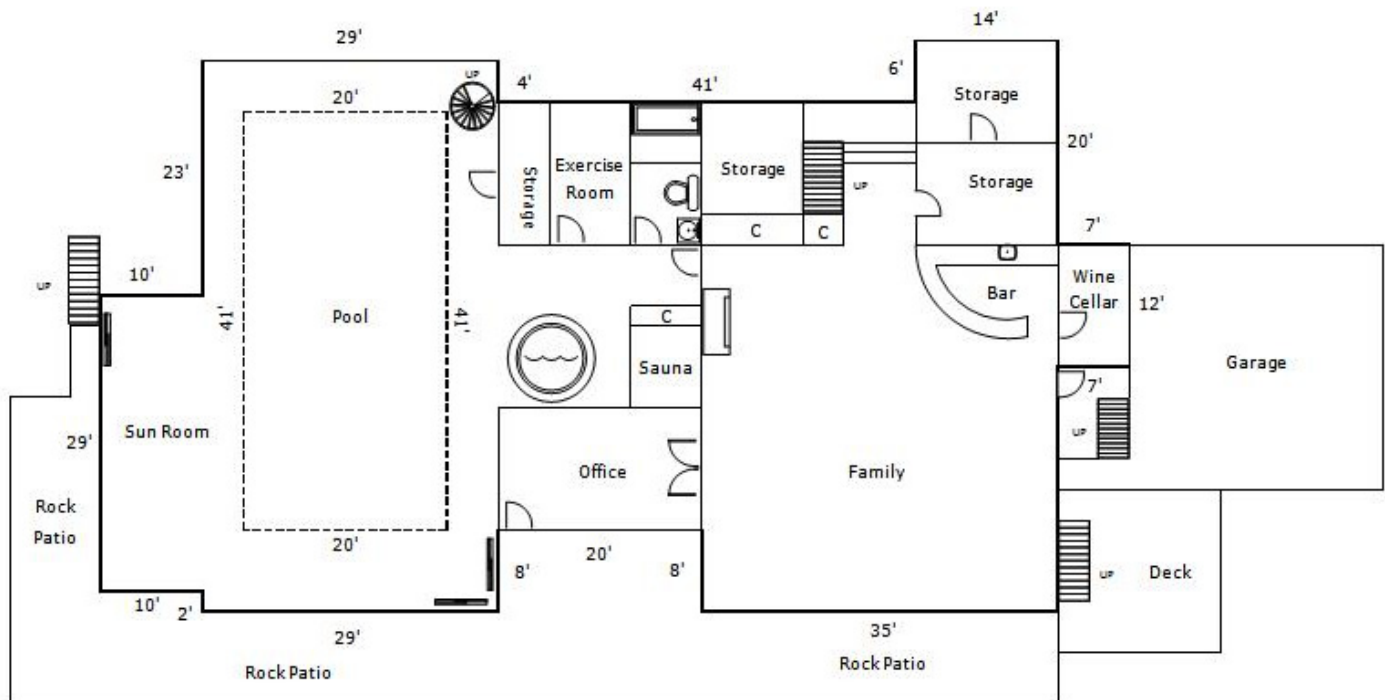 14'
29'
UP
4'
41'
6'
20'
Storage
23'
Exercise
Room
Storage
Storage
20'
UP
Storage
C
C
7'
10'
UP
Wine
Cellar
12'
Bar
41'
Pool
41'
C
Sauna
Garage
7'
29'
Sun Room
UP
Office
Family
Rock
Patio
20'
20'
8'
8'
UP
Deck
10'
2'
29'
35'
Rock Patio
Rock Patio